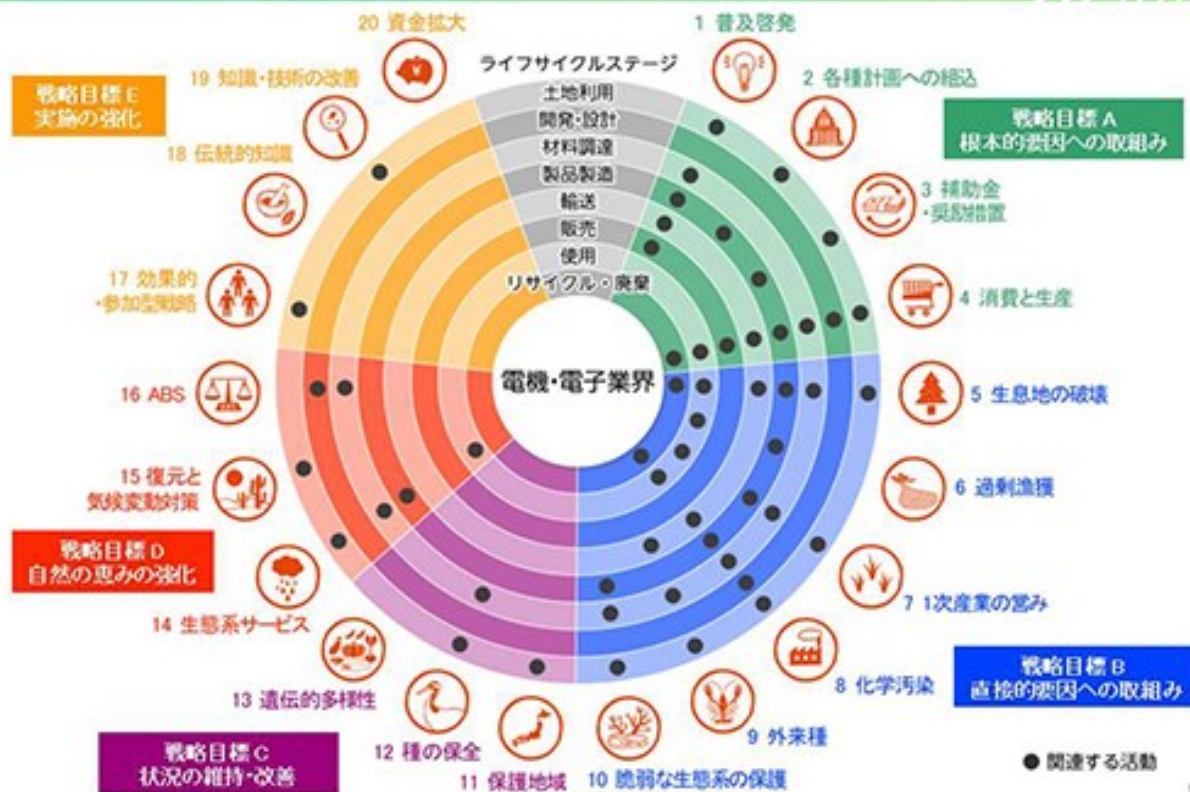 20 資金拡大
1 普及啓発
19 知識・技術の改善
ライフサイクルステージ
2 各種計画への組込
戦略目標E
実施の強化
土地利用
開発・設計
戦略目標A
根本的要因への取組み
18 伝統的知識
材料調達
製品製造
3 補助金
・奨励措置
輸送
販売
使用
17 効果的
・参加型戦略
リサイクル・廃棄
4 消費と生産
電機・電子業界
16 ABS
5 生息地の破壊
15 復元と
気候変動対策
6 過剰漁獲
戦略目標D
自然の恵みの強化
7 1次産業の営み
14 生態系サービス
戦略目標B
直接的要因への取組み
8 化学汚染
13 遺伝的多様性
9 外来種
12 種の保全
戦略目標C
状況の維持・改善
11 保護地域
10 脆弱な生態系の保護
●関連する活動